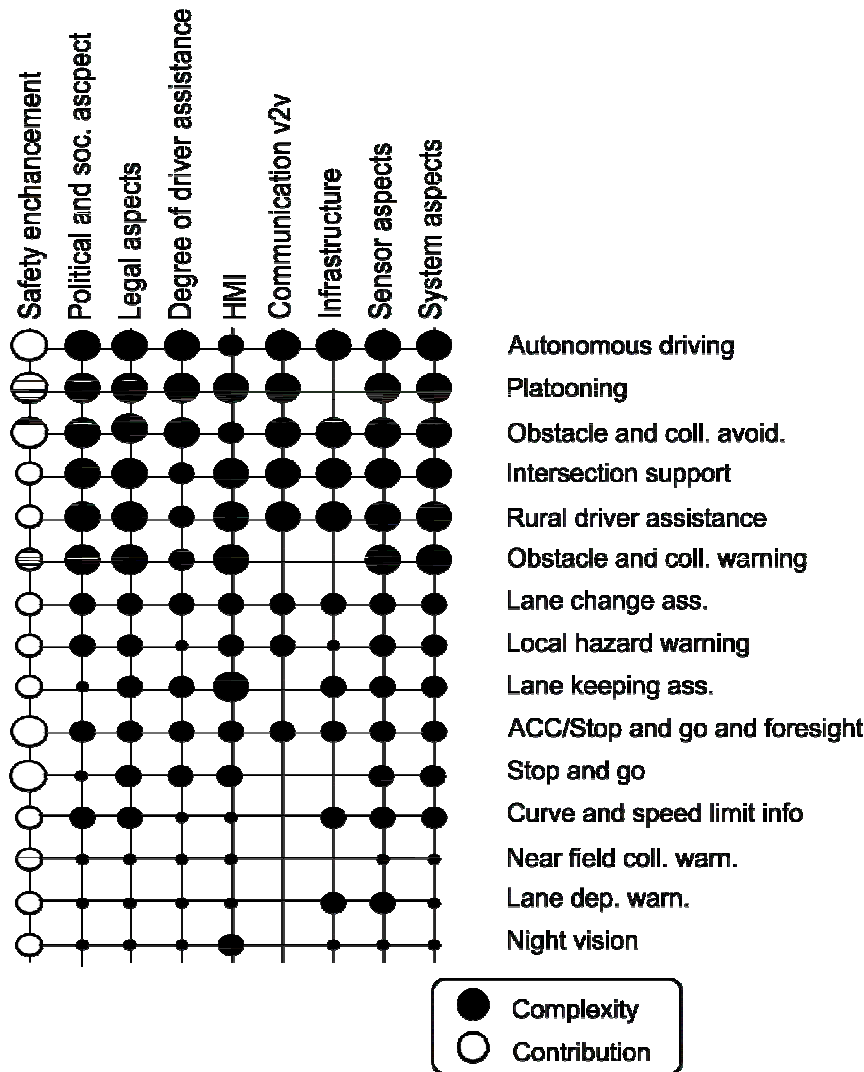 Safety enchancement
Political and soc. ascpect
Legal aspects
Degree of driver assistance
HMI
Communication v2v
Infrastructure
Sensor aspects
System aspects
Autonomous driving
Platooning
Obstacle and coll. avoid.
Intersection support
Rural driver assistance
Obstacle and coll. warning
Lane change ass.
Local hazard warning
Lane keeping ass.
ACC/Stop and go and foresight
Stop and go
Curve and speed limit info
Near field coll. warn.
Lane dep. warn.
Night vision
Complexity
Contribution